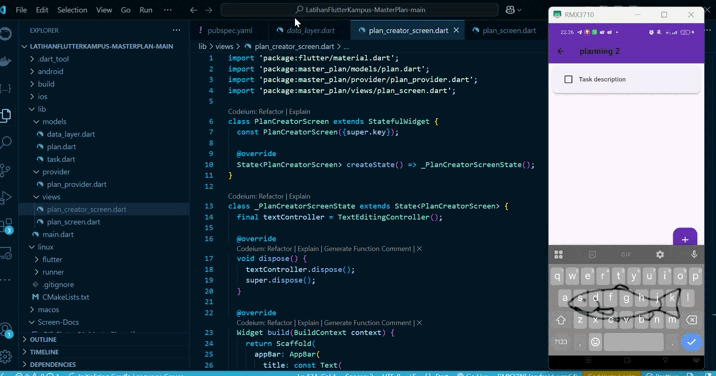 File Edit Selection View Go Run ...
LatihanFlutterKampus-MasterPlan-main
RMX3710
EXPLORER
pubspec.yaml data_layer.dart plan_creator_screen.dart plan_screen.dart
lib > views > plan_creator_screen.dart > ...
LATIHANFLUTTERKAMPUS-MASTERPLAN-MAIN
.dart_tool
android
build
ios
lib
models
data_layer.dart
plan.dart
task.dart
provider
plan_provider.dart
views
plan_creator_screen.dart
plan_screen.dart
main.dart
linux
flutter
runner
.gitignore
CMakeLists.txt
macos
Screen-Docs
OUTLINE
TIMELINE
DEPENDENCIES
1 import 'package:flutter/material.dart';
2 import 'package:master_plan/models/plan.dart';
3 import 'package:master_plan/provider/plan_provider.dart';
4 import 'package:master_plan/views/plan_screen.dart';
5
Codeium: Refactor | Explain
6 class PlanCreatorScreen extends StatefulWidget {
7 const PlanCreatorScreen({super.key});
8
9 @override
10 State<PlanCreatorScreen> createState() => _PlanCreatorScreenState();
11 }
12
Codeium: Refactor | Explain
13 class _PlanCreatorScreenState extends State<PlanCreatorScreen> {
14 final textController = TextEditingController();
15
16 @override
Codeium: Refactor | Explain | Generate Function Comment | X
17 void dispose() {
18 textController.dispose();
19 super.dispose();
20 }
21
22 @override
Codeium: Refactor | Explain | Generate Function Comment | X
23 Widget build(BuildContext context) {
24 return Scaffold(
25 appBar: AppBar(
26 title: const Text(
planning 2
Task description
+
GIF
q w e r t y u i o p
a s d f g h j k l
z x c v b n m
?123 , .